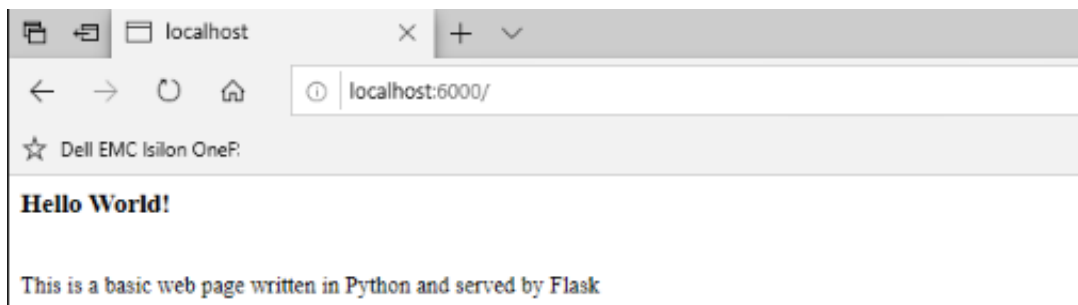 localhost
localhost:6000/
Dell EMC Isilon OneF:
Hello World!
This is a basic web page written in Python and served by Flask